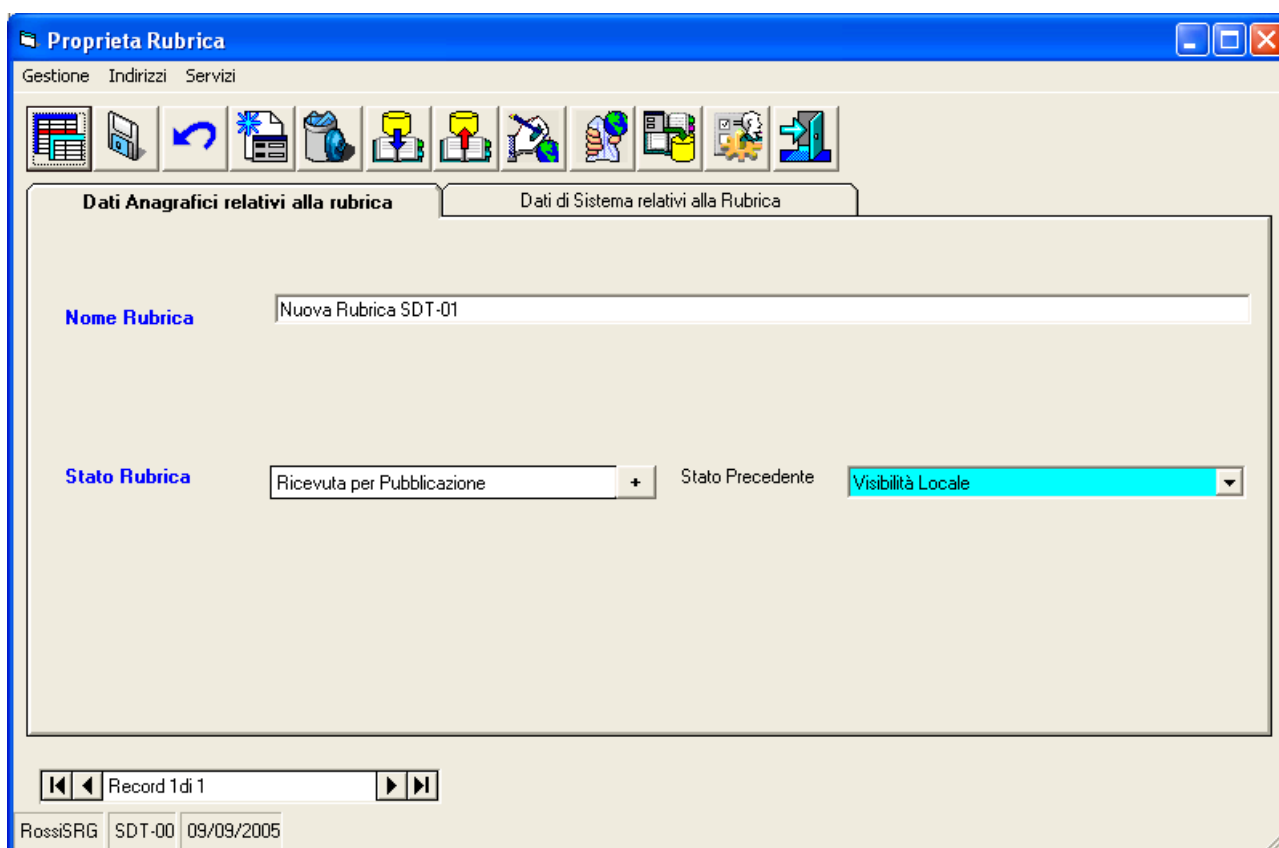 Proprieta Rubrica
Gestione Indirizzi Servizi
Dati Anagrafici relativi alla rubrica Dati di Sistema relativi alla Rubrica
Nome Rubrica Nuova Rubrica SDT-01
Stato Rubrica Ricevuta per Pubblicazione + Stato Precedente Visibilità Locale
Record 1di 1
RossiSRG SDT-00 09/09/2005